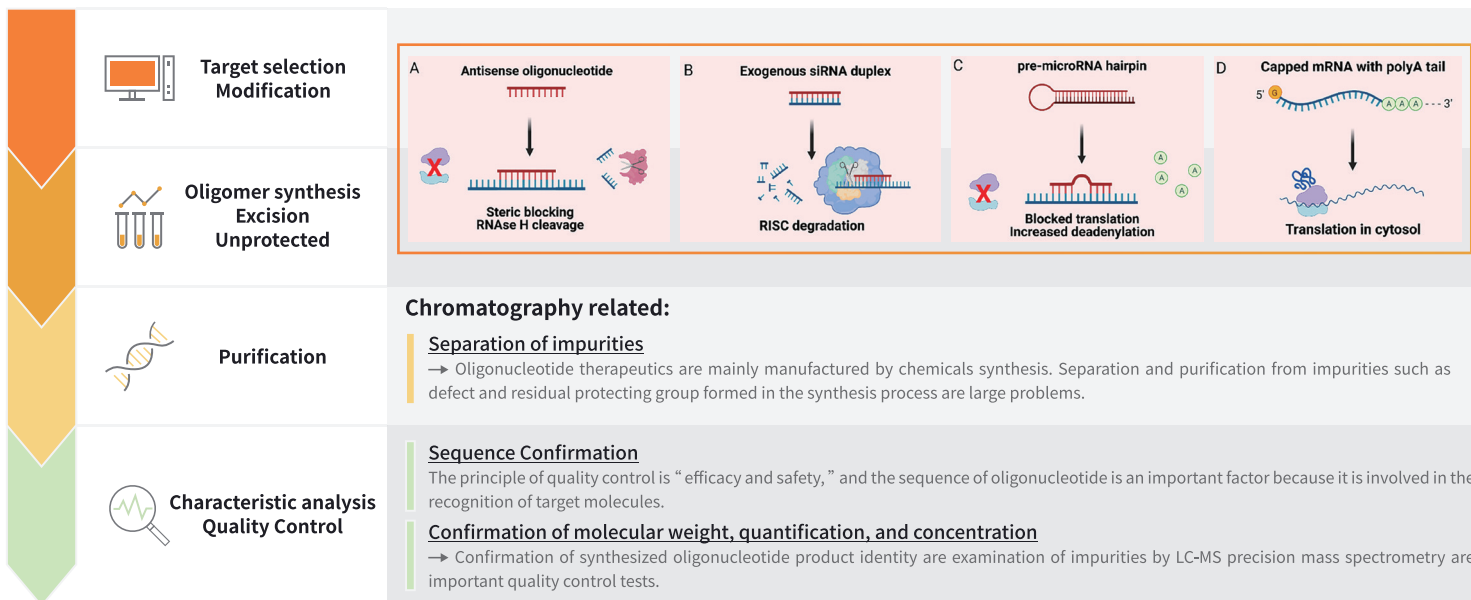 Target selection
Modification
A
Antisense oligonucleotide
X
Steric blocking
RNAse H cleavage
B
Exogenous siRNA duplex
RISC degradation
C
pre-microRNA hairpin
A
A
A
A
X
Blocked translation
Increased deadenylation
D
Capped mRNA with polyA tail
5’ G A A A --- 3’
Translation in cytosol
Oligomer synthesis
Excision
Unprotected
Purification
Chromatography related:
Separation of impurities
→ Oligonucleotide therapeutics are mainly manufactured by chemicals synthesis. Separation and purification from impurities such as
defect and residual protecting group formed in the synthesis process are large problems.
Characteristic analysis
Quality Control
Sequence Confirmation
The principle of quality control is “ efficacy and safety, ” and the sequence of oligonucleotide is an important factor because it is involved in the
recognition of target molecules.
Confirmation of molecular weight, quantification, and concentration
→ Confirmation of synthesized oligonucleotide product identity are examination of impurities by LC-MS precision mass spectrometry are
important quality control tests.